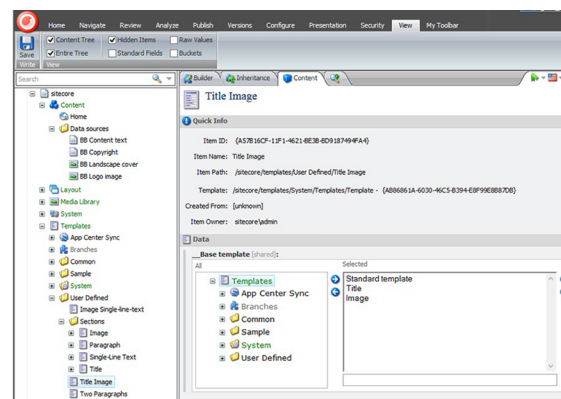 Home Navigate Review Analyze Publish Versions Configure Presentation Security View My Toolbar
Save
Content Tree Hidden Items Raw Values
Entire Tree Standard Fields Buckets
Write View
Search
Builder Inheritance Content
sitecore
Content
Home
Data sources
BB Content text
BB Copyright
BB Landscape cover
BB Logo image
Layout
Media Library
System
Templates
App Center Sync
Branches
Common
Sample
System
User Defined
Image Single-line-text
Sections
Image
Paragraph
Single-Line Text
Title
Title Image
Two Paragraphs
Title Image
Quick Info
Item ID: {A57B16CF-11F1-4621-BE3B-BD9187494FA4}
Item Name: Title Image
Item Path: /sitecore/templates/User Defined/Title Image
Template: /sitecore/templates/System/Templates/Template - {AB86861A-6030-46C5-B394-E8F99E8B87DB}
Created From: [unknown]
Item Owner: sitecore\admin
Data
__Base template [shared]:
All
Selected
Templates
App Center Sync
Branches
Common
Sample
System
User Defined
Standard template
Title
Image